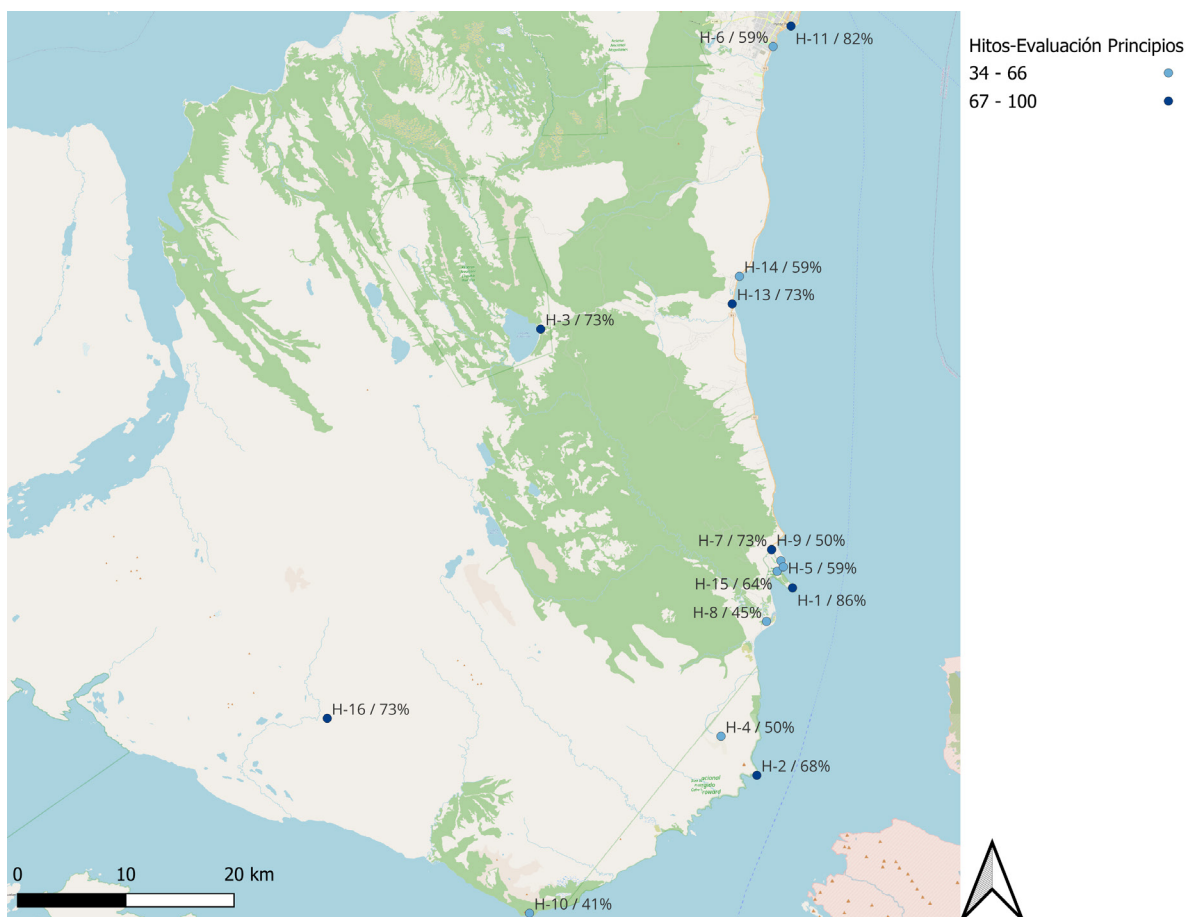 H-6 / 59%
H-11 / 82%
Hitos-Evaluación Principios
34 - 66
67 - 100
H-14 / 59%
H-13 / 73%
H-3 / 73%
H-7 / 73%
H-9 / 50%
H-5 / 59%
H-15 / 64%
H-1 / 86%
H-8 / 45%
H-16 / 73%
H-4 / 50%
H-2 / 68%
0 10 20 km
H-10 / 41%